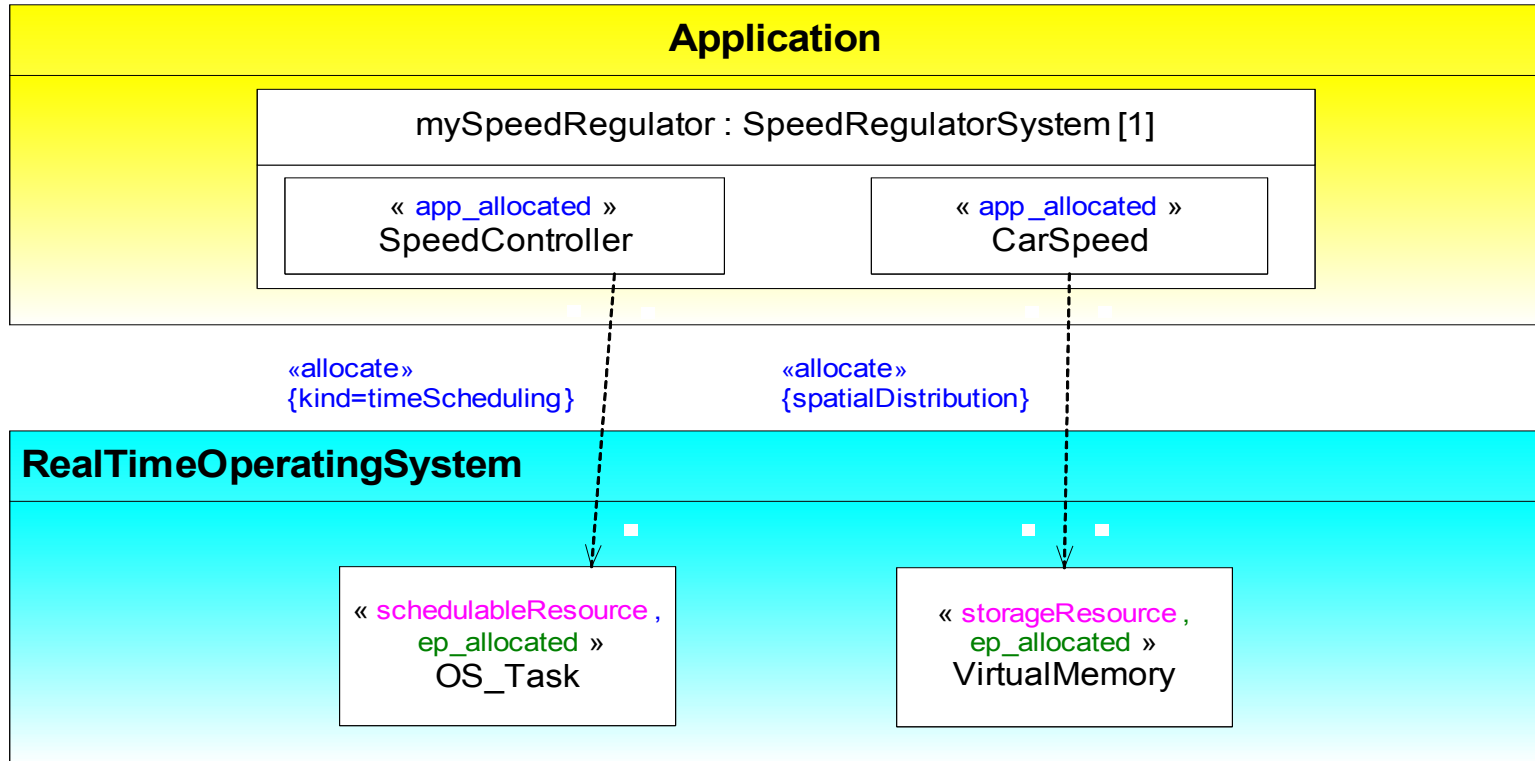 Application
mySpeedRegulator : SpeedRegulatorSystem [1]
« app_allocated »
SpeedController
« app_allocated »
CarSpeed
«allocate»
{kind=timeScheduling}
«allocate»
{spatialDistribution}
RealTimeOperatingSystem
« schedulableResource ,
ep_allocated »
OS_Task
« storageResource ,
ep_allocated »
VirtualMemory